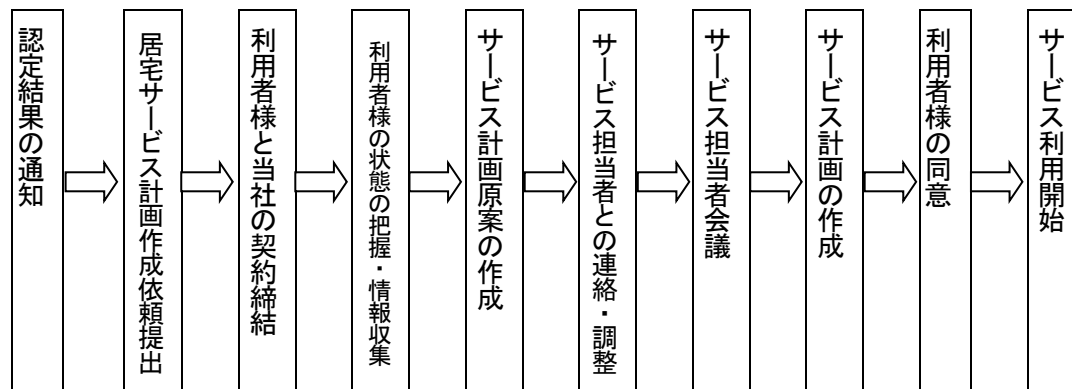 認定結果の通知
居宅サービス計画作成依頼提出
利用者様と当社の契約締結
利用者様の状態の把握・情報収集
サービス計画原案の作成
サービス担当者との連絡・調整
サービス担当者会議
サービス計画の作成
利用者様の同意
サービス利用開始